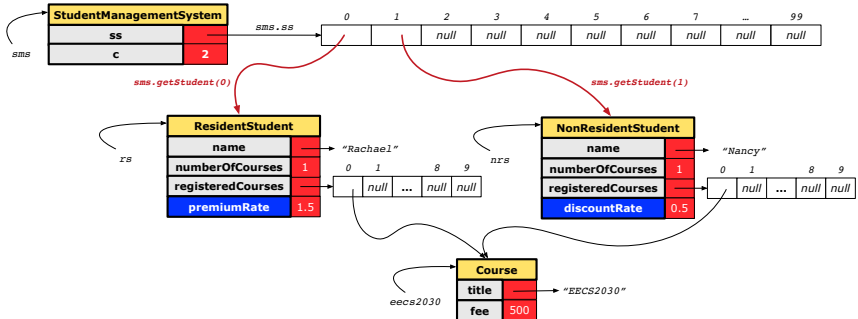 StudentManagementSystem
sms.ss
0 1 2 3 4 5 6 7 … 99
ss
null null null null null null null null
sms
c 2
sms.getStudent(0)
sms.getStudent(1)
ResidentStudent
name
"Rachael"
rs
numberOfCourses 1
0 1 8 9
registeredCourses
null … null null
premiumRate 1.5
NonResidentStudent
name
"Nancy"
nrs
numberOfCourses 1
0 1 8 9
registeredCourses
null … null null
discountRate 0.5
Course
title
"EECS2030"
eecs2030
fee 500